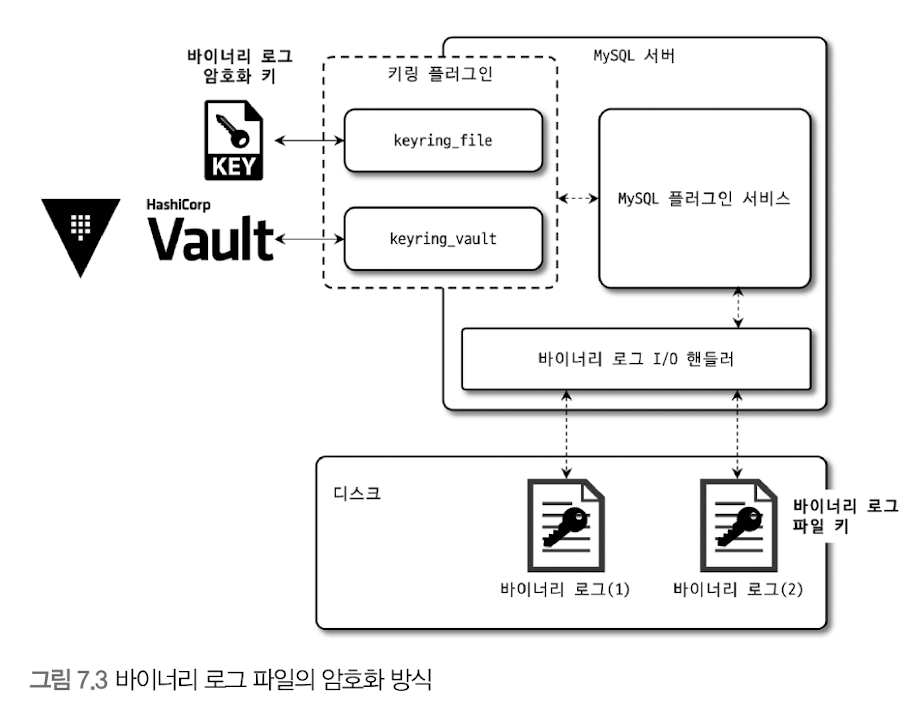 바이너리 로그
암호화 키
KEY
HashiCorp
Vault
키링 플러그인
keyring_file
keyring_vault
MySQL 서버
MySQL 플러그인 서비스
바이너리 로그 I/O 핸들러
디스크
바이너리 로그(1)
바이너리 로그(2)
바이너리 로그
파일 키
그림 7.3 바이너리 로그 파일의 암호화 방식